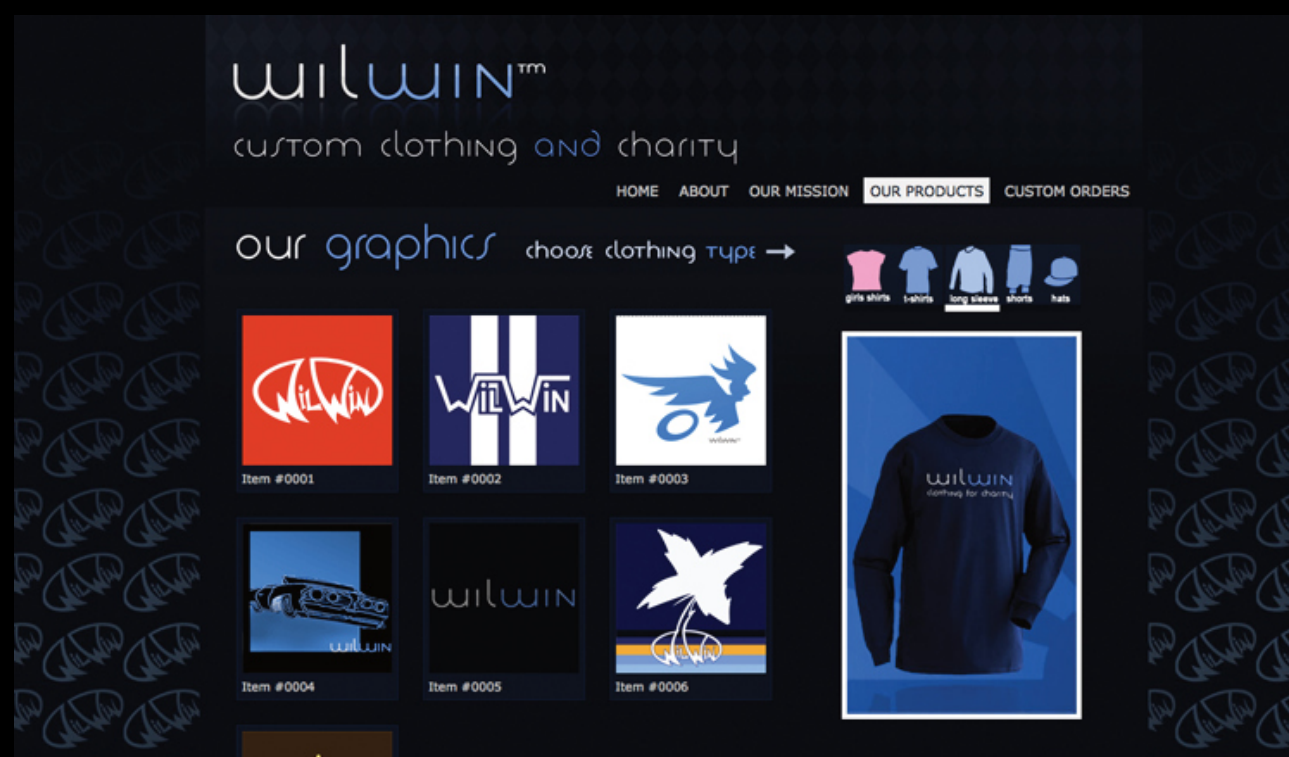 wilwin™
custom clothing and charity
HOME ABOUT OUR MISSION OUR PRODUCTS CUSTOM ORDERS
our graphics choose clothing type →
girls shirts t-shirts long sleeve shorts hats
WilWin
WilWin
wilwin
Item #0001 Item #0002 Item #0003
wilwin
clothing for charity
wilwin
wilwin
WilWin
Item #0004 Item #0005 Item #0006